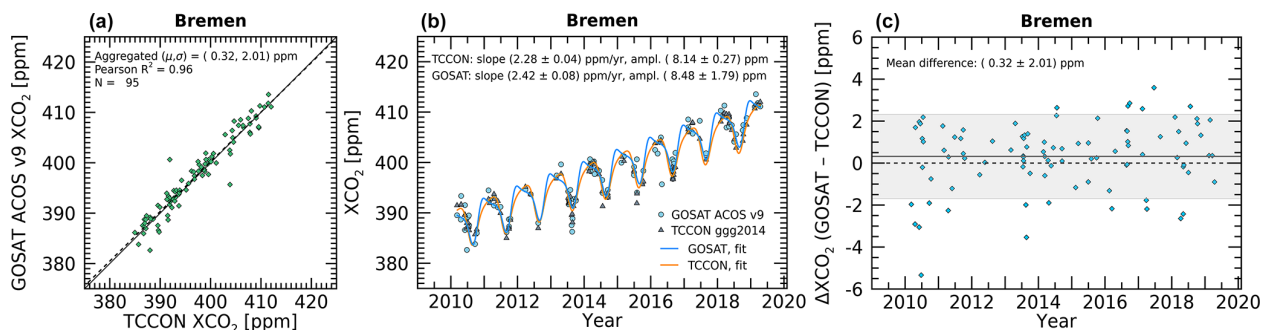 (a)
Bremen
Aggregated (μ,σ) = ( 0.32, 2.01) ppm
Pearson R² = 0.96
N = 95
GOSAT ACOS v9 XCO₂ [ppm]
420
410
400
390
380
380 390 400 410 420
TCCON XCO₂ [ppm]
(b)
Bremen
TCCON: slope (2.28 ± 0.04) ppm/yr, ampl. ( 8.14 ± 0.27) ppm
GOSAT: slope (2.42 ± 0.08) ppm/yr, ampl. ( 8.48 ± 1.79) ppm
XCO₂ [ppm]
420
410
400
390
380
GOSAT ACOS v9
TCCON ggg2014
GOSAT, fit
TCCON, fit
2010 2012 2014 2016 2018 2020
Year
(c)
Bremen
Mean difference: ( 0.32 ± 2.01) ppm
ΔXCO₂ (GOSAT − TCCON) [ppm]
6
4
2
0
-2
-4
-6
2010 2012 2014 2016 2018 2020
Year